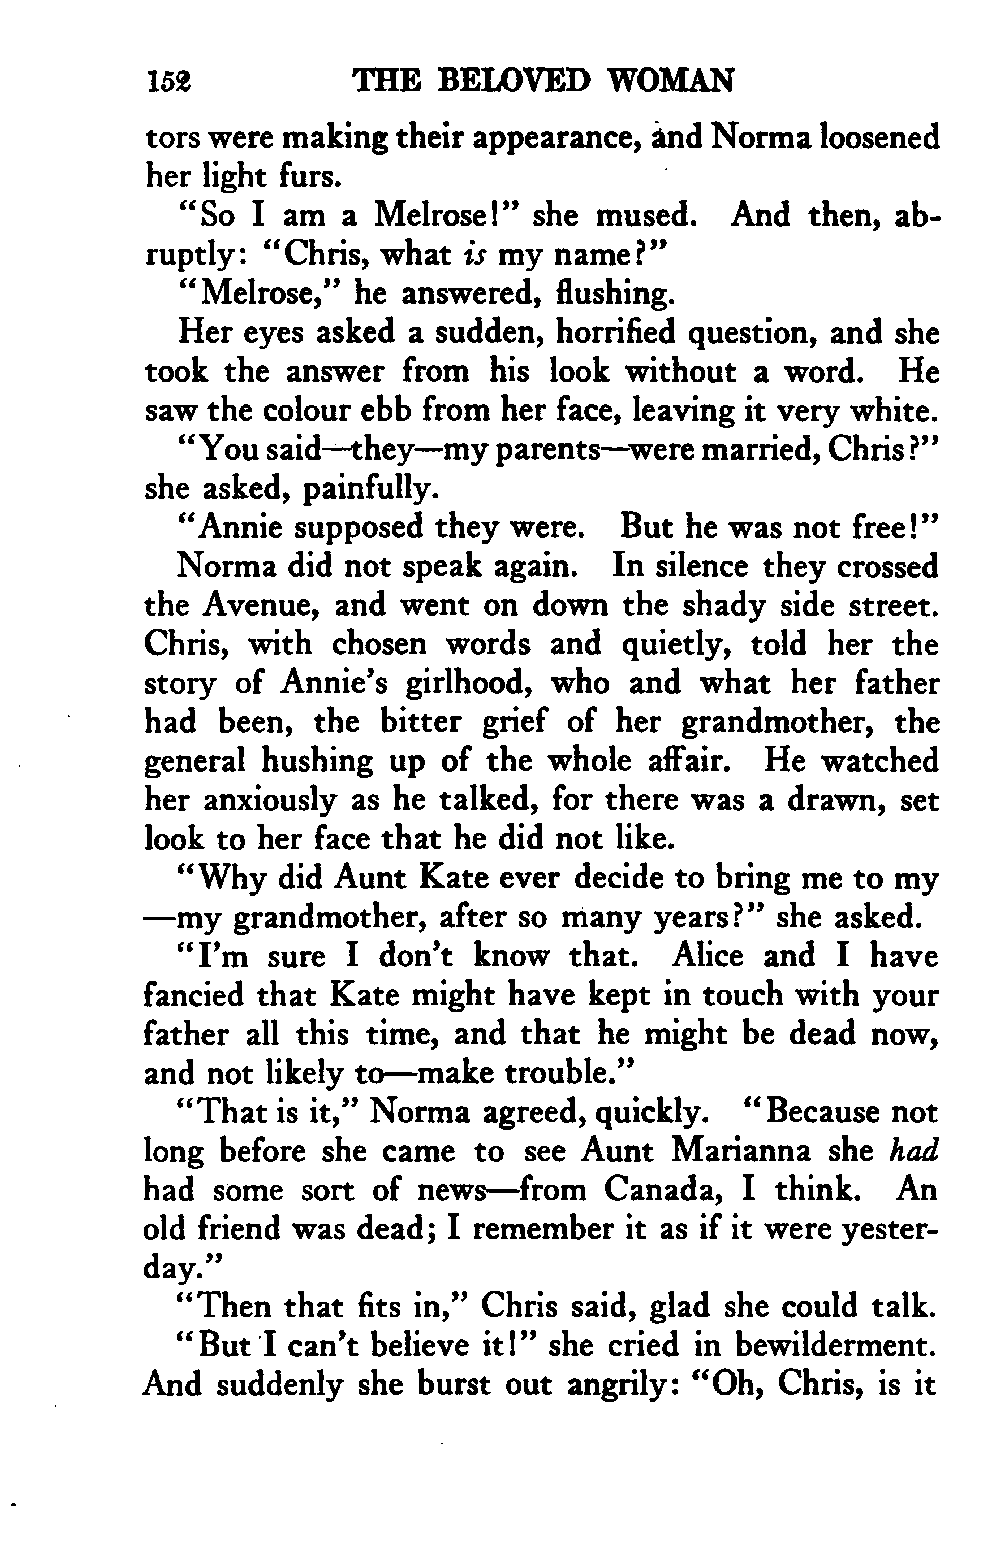 152 THE BELOVED WOMAN
tors were making their appearance, and Norma loosened
her light furs.
"So I am a Melrose!" she mused. And then, ab-
ruptly: "Chris, what is my name?"
"Melrose," he answered, flushing.
Her eyes asked a sudden, horrified question, and she
took the answer from his look without a word. He
saw the colour ebb from her face, leaving it very white.
"You said—they—my parents—were married, Chris?"
she asked, painfully.
"Annie supposed they were. But he was not free!"
Norma did not speak again. In silence they crossed
the Avenue, and went on down the shady side street.
Chris, with chosen words and quietly, told her the
story of Annie's girlhood, who and what her father
had been, the bitter grief of her grandmother, the
general hushing up of the whole affair. He watched
her anxiously as he talked, for there was a drawn, set
look to her face that he did not like.
"Why did Aunt Kate ever decide to bring me to my
—my grandmother, after so many years?" she asked.
"I'm sure I don't know that. Alice and I have
fancied that Kate might have kept in touch with your
father all this time, and that he might be dead now,
and not likely to—make trouble."
"That is it," Norma agreed, quickly. "Because not
long before she came to see Aunt Marianna she had
had some sort of news—from Canada, I think. An
old friend was dead; I remember it as if it were yester-
day."
"Then that fits in," Chris said, glad she could talk.
"But I can't believe it!" she cried in bewilderment.
And suddenly she burst out angrily: "Oh, Chris, is it